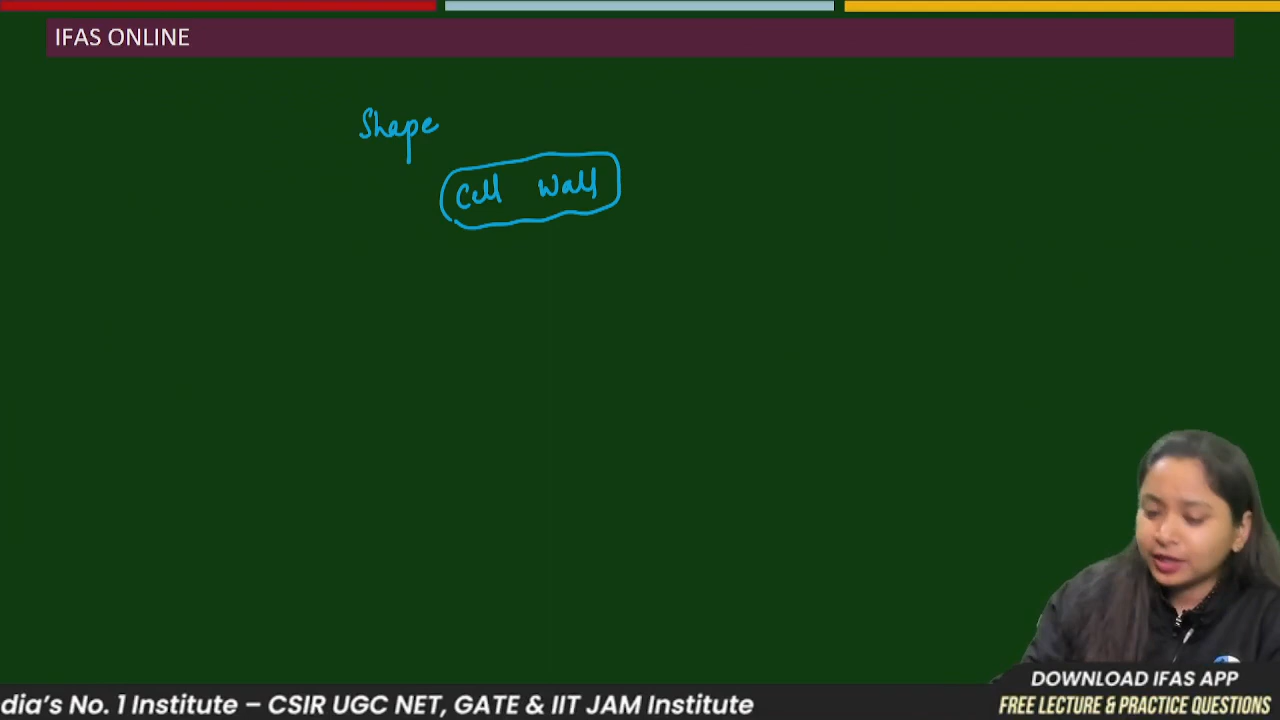 IFAS ONLINE
Shape
Cell Wall
dia's No. 1 Institute – CSIR UGC NET, GATE & IIT JAM Institute
DOWNLOAD IFAS APP
FREE LECTURE & PRACTICE QUESTIONS